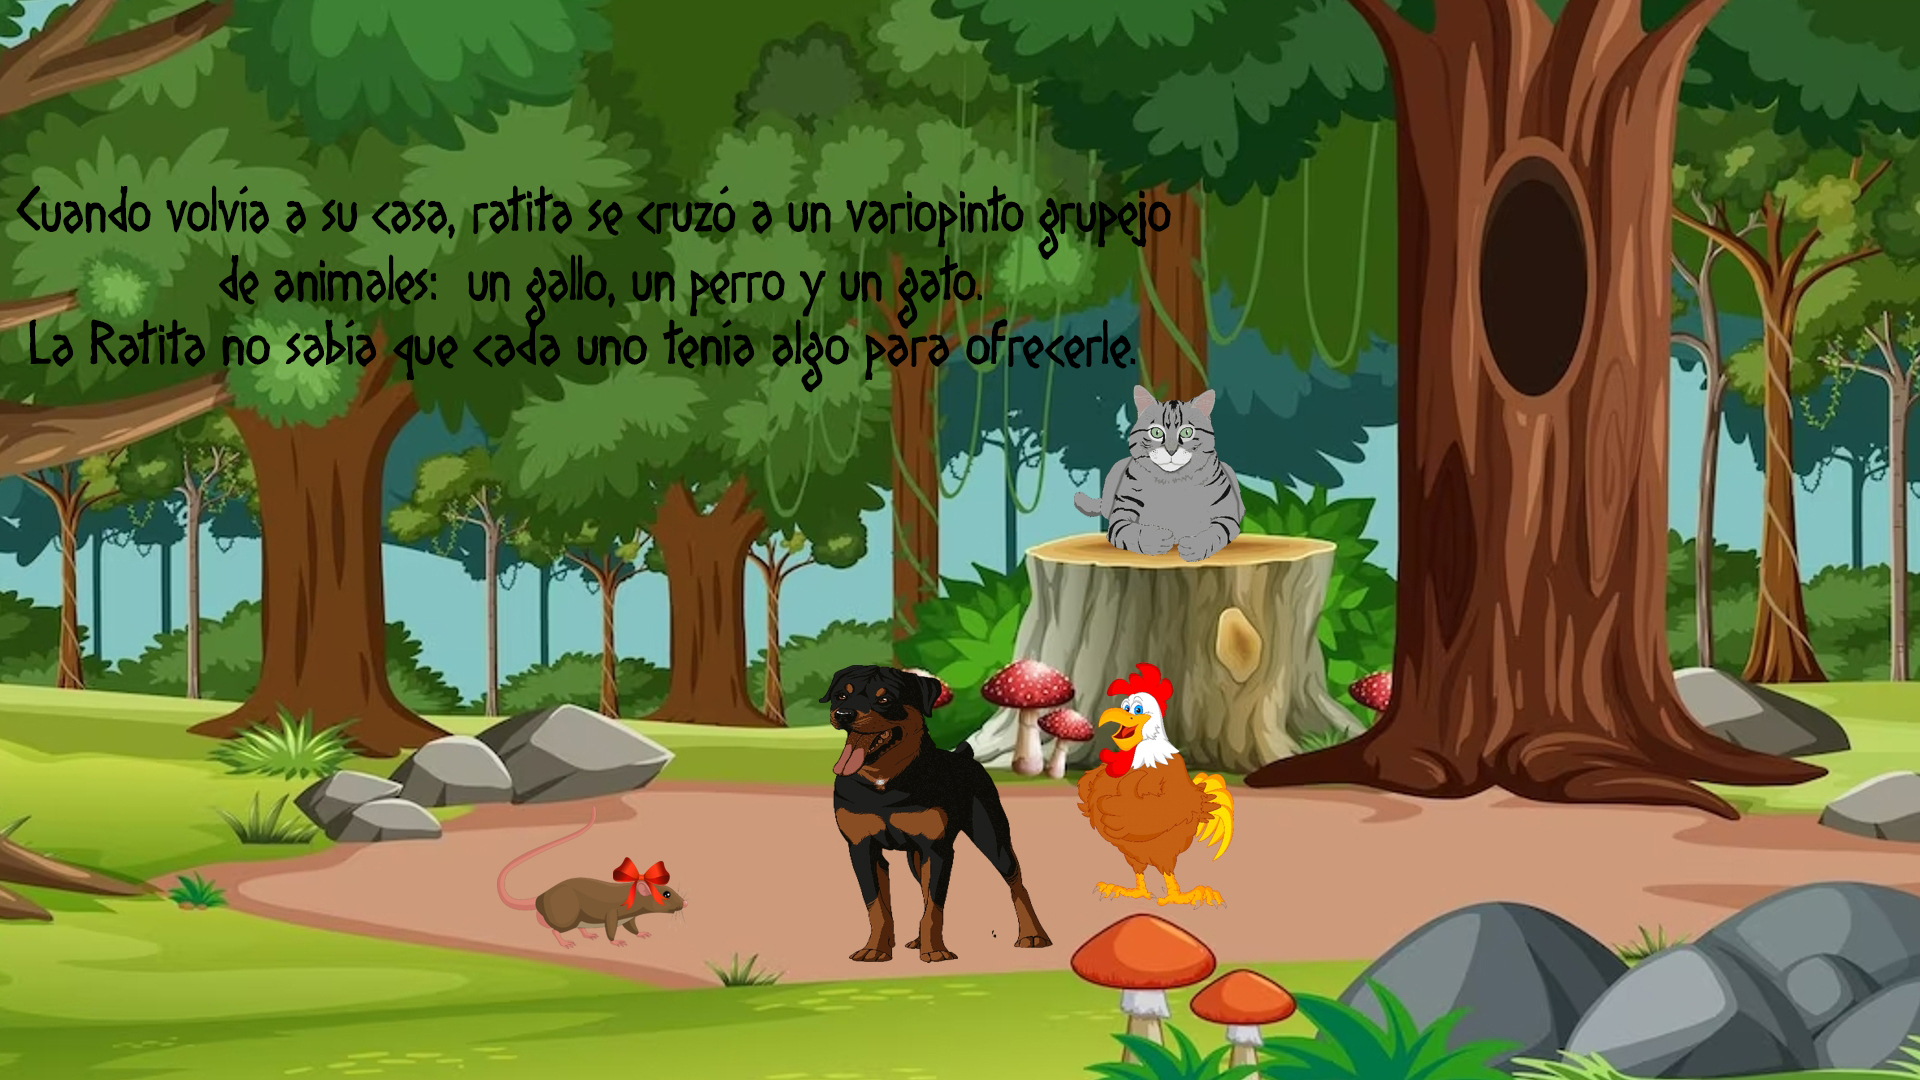 Cuando volvía a su casa, ratita se cruzó a un variopinto grupejo
de animales:  un gallo, un perro y un gato.
La Ratita no sabía que cada uno tenía algo para ofrecerle.